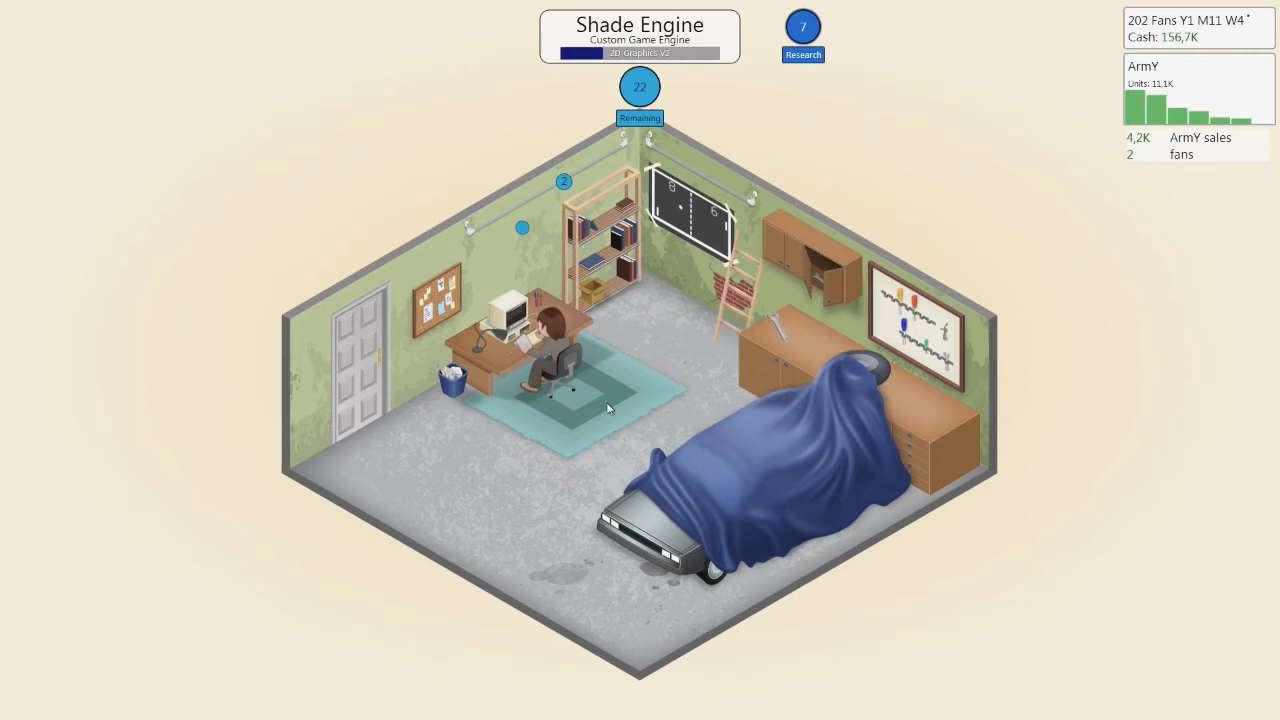 Shade Engine
Custom Game Engine
2D Graphics V2
22
Remaining
7
Research
202 Fans Y1 M11 W4
Cash: 156,7K
ArmY
Units: 11,1K
4,2K ArmY sales
2 fans
2